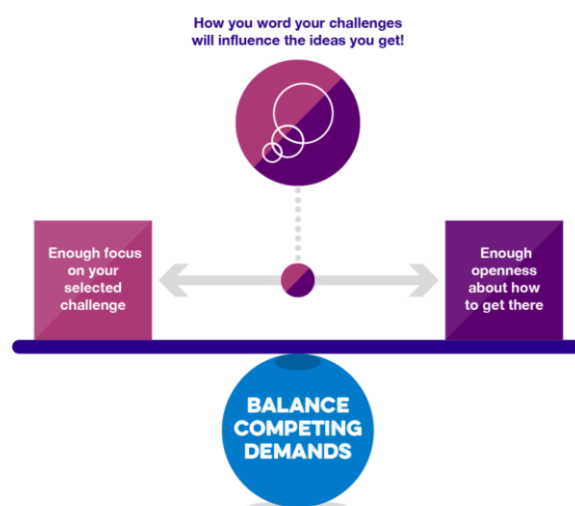 How you word your challenges
will influence the ideas you get!
Enough focus
on your
selected
challenge
Enough
openness
about how
to get there
BALANCE
COMPETING
DEMANDS